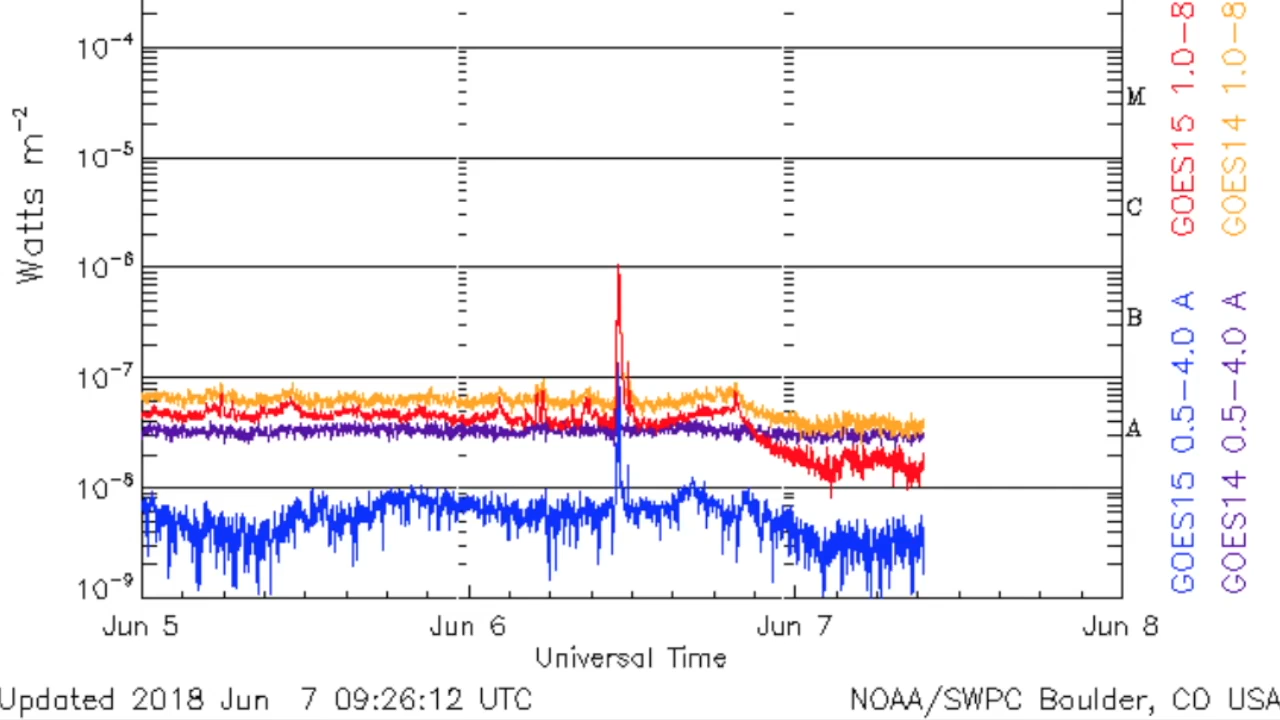 10⁻⁴
10⁻⁵
10⁻⁶
10⁻⁷
10⁻⁸
10⁻⁹
Watts m⁻²
M
C
B
A
GOES15 1.0-8
GOES14 1.0-8
GOES15 0.5-4.0 A
GOES14 0.5-4.0 A
Jun 5 Jun 6 Jun 7 Jun 8
Universal Time
Updated 2018 Jun 7 09:26:12 UTC NOAA/SWPC Boulder, CO USA